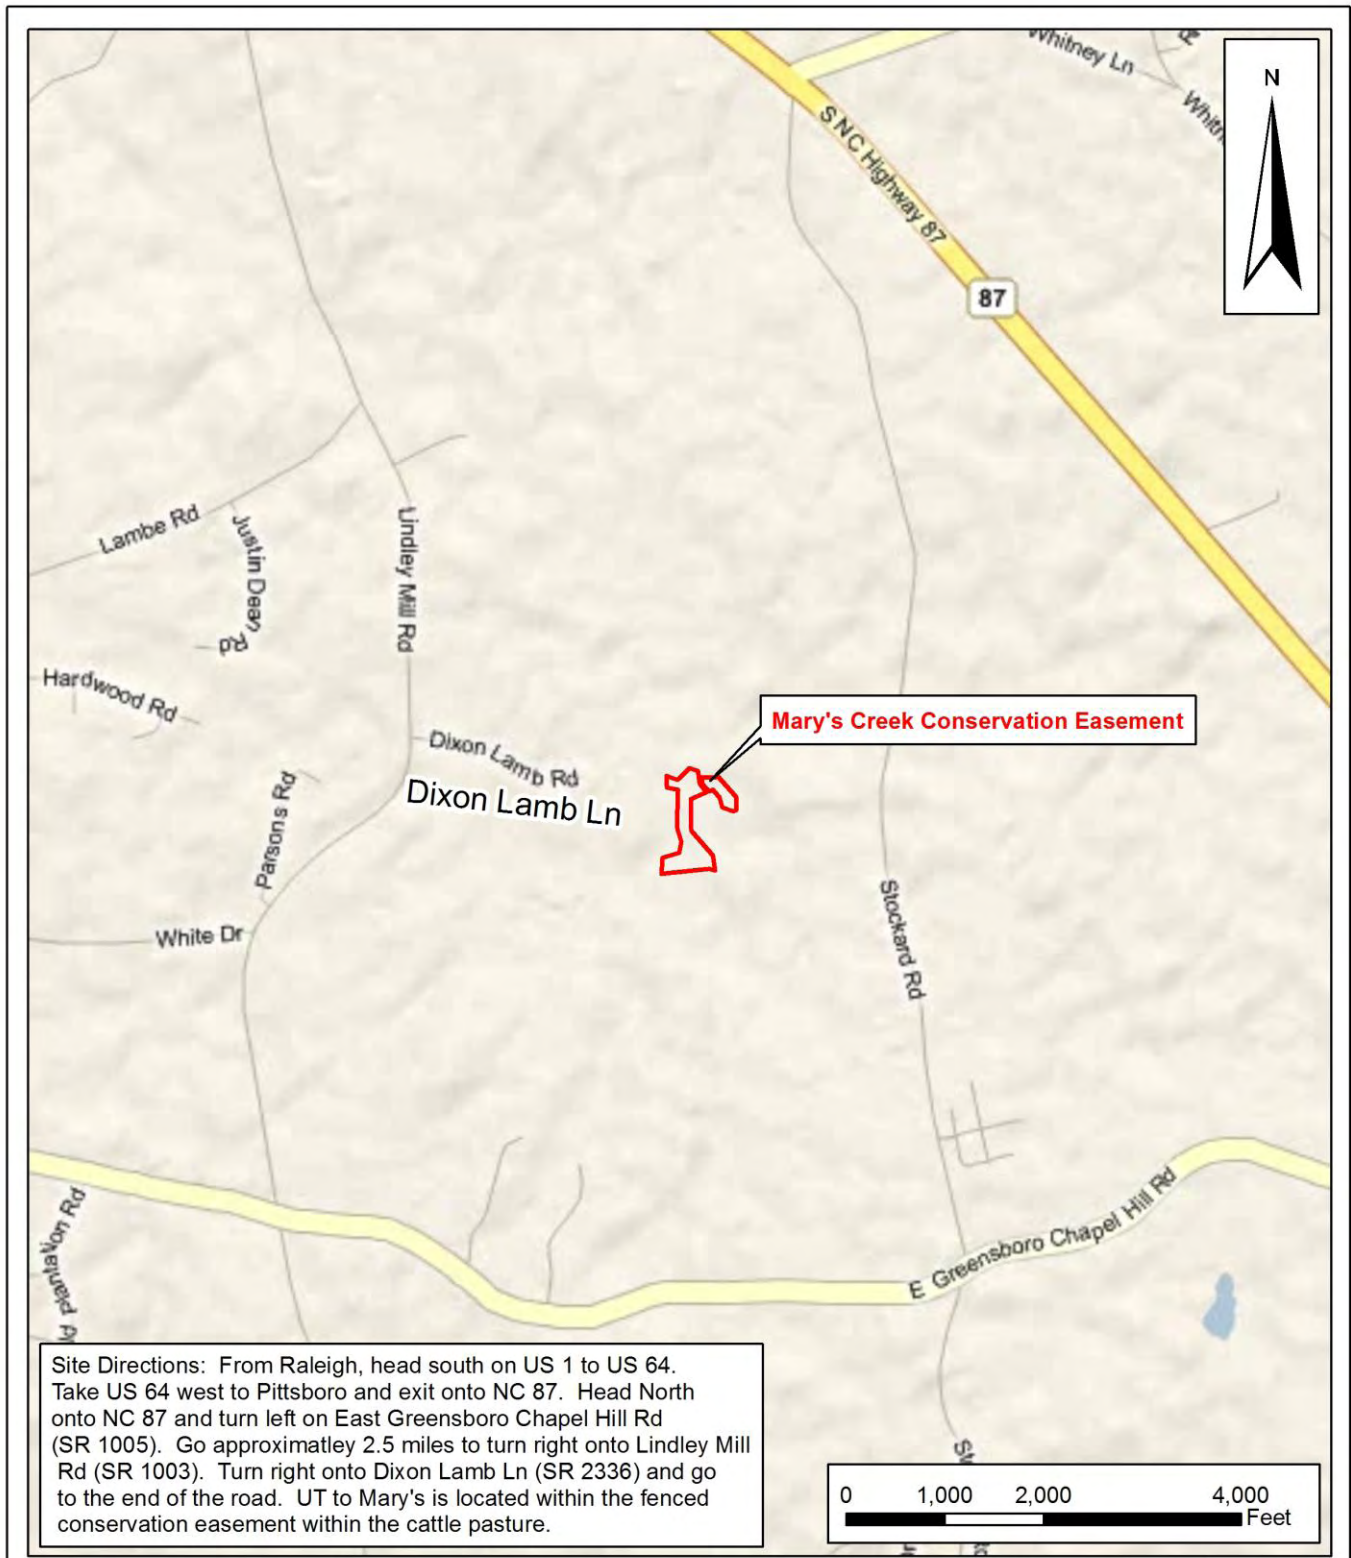 Whitney Ln
N
S NC Highway 87
87
Lambe Rd
Justin Dean
Rd
Lindley Mill Rd
Hardwood Rd
Mary's Creek Conservation Easement
Dixon Lamb Rd
Dixon Lamb Ln
Parsons Rd
White Dr
Stockard Rd
E Greensboro Chapel Hill Rd
Plantation Rd
Site Directions: From Raleigh, head south on US 1 to US 64.
Take US 64 west to Pittsboro and exit onto NC 87. Head North
onto NC 87 and turn left on East Greensboro Chapel Hill Rd
(SR 1005). Go approximatley 2.5 miles to turn right onto Lindley Mill
Rd (SR 1003). Turn right onto Dixon Lamb Ln (SR 2336) and go
to the end of the road. UT to Mary's is located within the fenced
conservation easement within the cattle pasture.
0 1,000 2,000 4,000
Feet